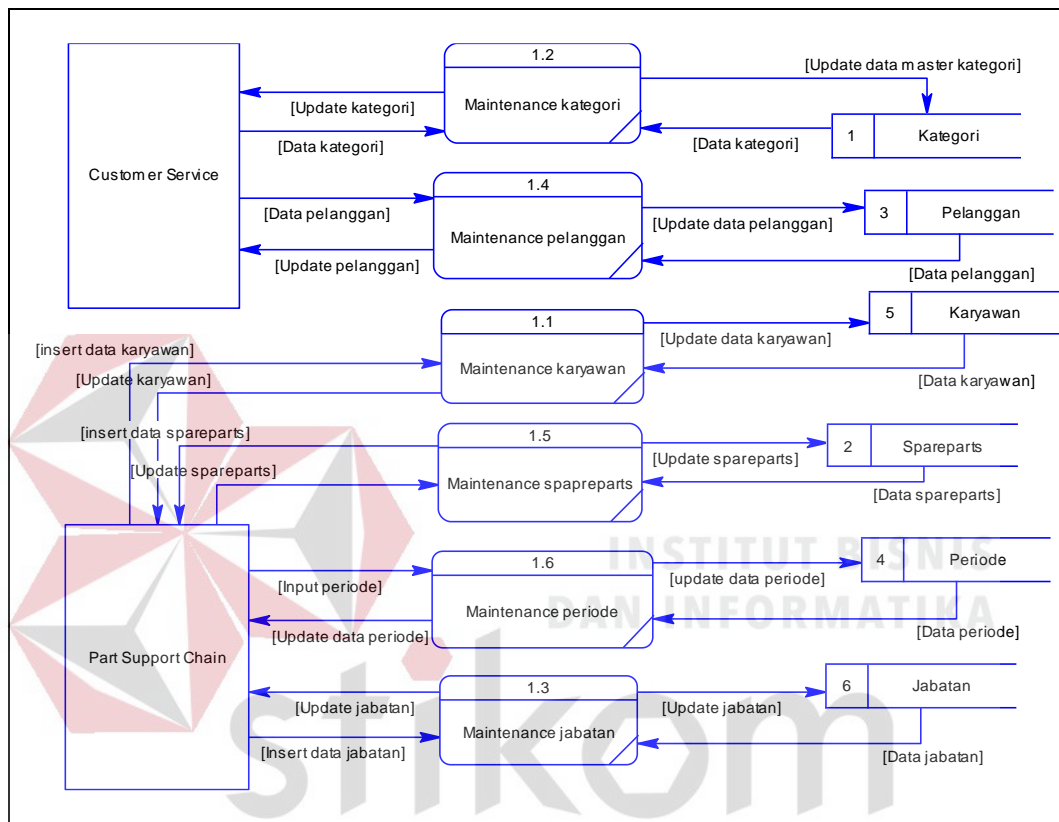 1.2
[Update data master kategori]
[Update kategori]
Maintenance kategori
[Data kategori]
[Data kategori]
1
Kategori
Customer Service
1.4
[Data pelanggan]
Maintenance pelanggan
[Update data pelanggan]
3
Pelanggan
[Update pelanggan]
[Data pelanggan]
1.1
5
Karyawan
[insert data karyawan]
[Update data karyawan]
[Update karyawan]
Maintenance karyawan
[Data karyawan]
[insert data spareparts]
1.5
[Update spareparts]
2
Spareparts
[Update spareparts]
Maintenance spapreparts
[Data spareparts]
INSTITUT BISNIS
DAN INFORMATIKA
1.6
[Input periode]
[update data periode]
4
Periode
Maintenance periode
[Update data periode]
[Data periode]
Part Support Chain
1.3
[Update jabatan]
[Update jabatan]
6
Jabatan
Maintenance jabatan
[Insert data jabatan]
[Data jabatan]
stikom